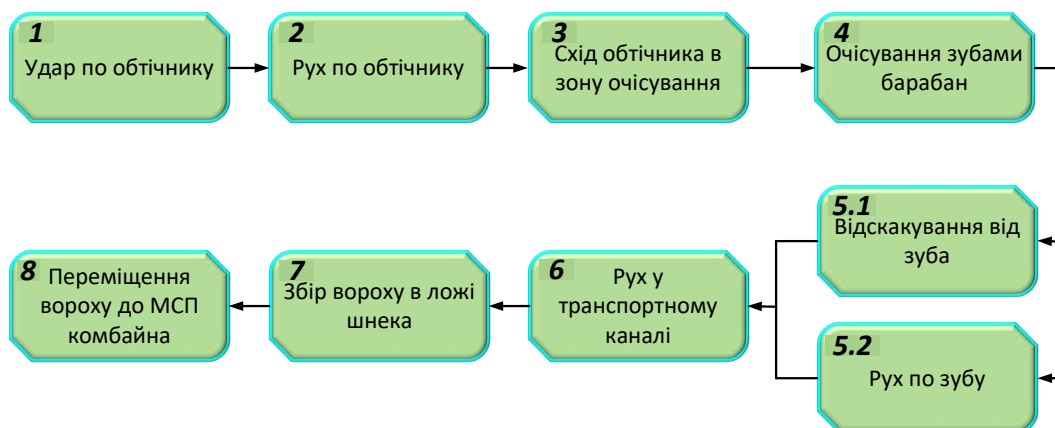 1
Удар по обтічнику
2
Рух по обтічнику
3
Схід обтічника в
зону очісування
4
Очісування зубами
барабан
5.1
Відскакування від
зуба
5.2
Рух по зубу
6
Рух у
транспортному
каналі
7
Збір вороху в ложі
шнека
8
Переміщення
вороху до МСП
комбайна